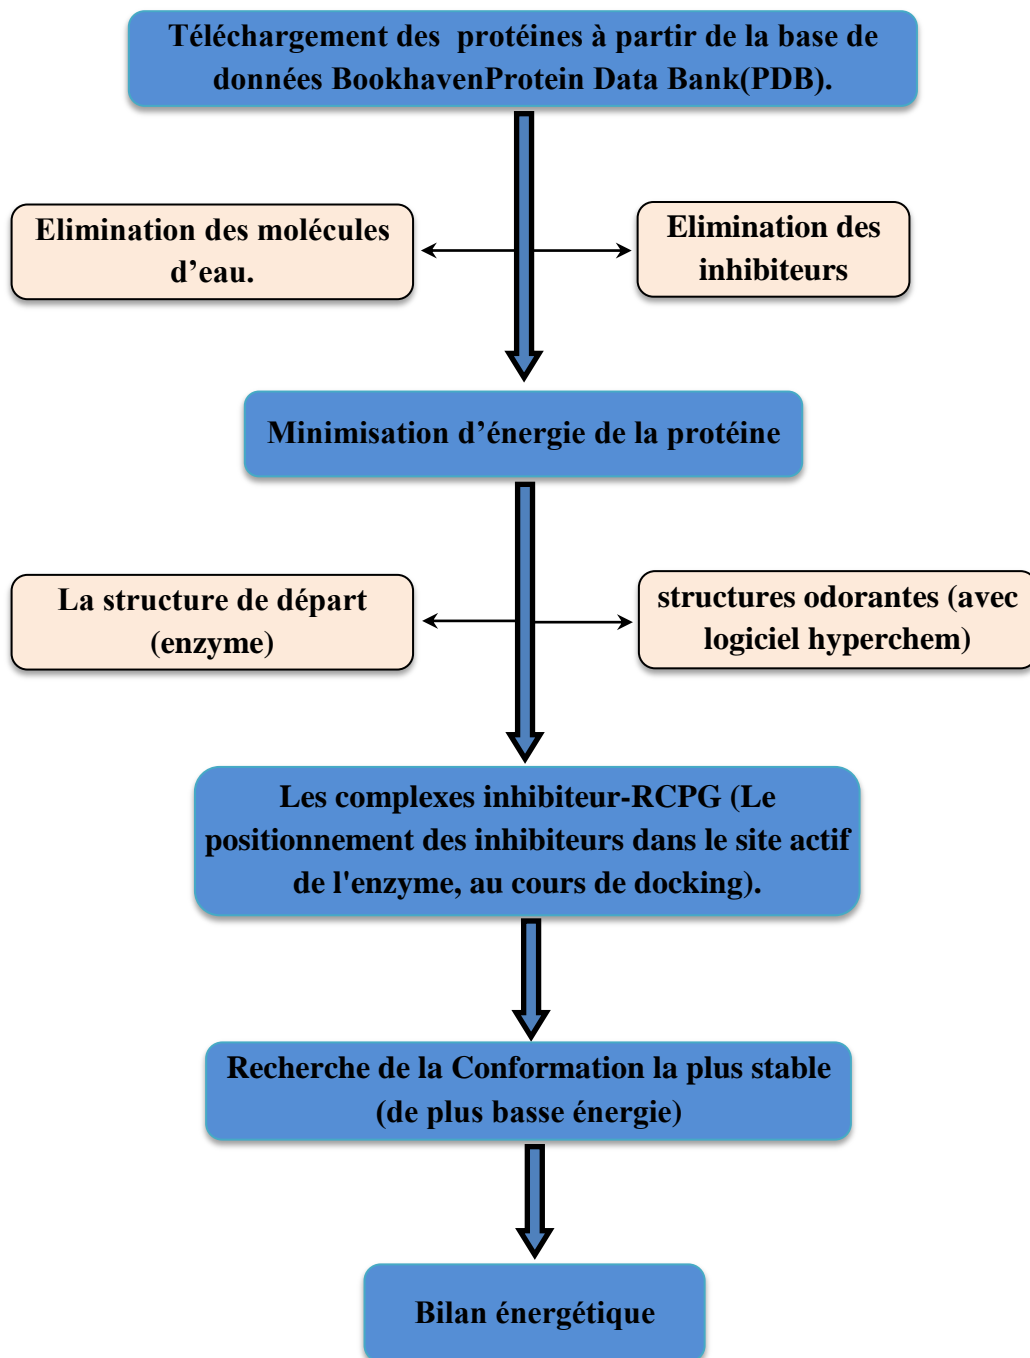 Téléchargement des protéines à partir de la base de
données BookhavenProtein Data Bank(PDB).
Elimination des molécules
d’eau.
Elimination des
inhibiteurs
Minimisation d’énergie de la protéine
La structure de départ
(enzyme)
structures odorantes (avec
logiciel hyperchem)
Les complexes inhibiteur-RCPG (Le
positionnement des inhibiteurs dans le site actif
de l'enzyme, au cours de docking).
Recherche de la Conformation la plus stable
(de plus basse énergie)
Bilan énergétique